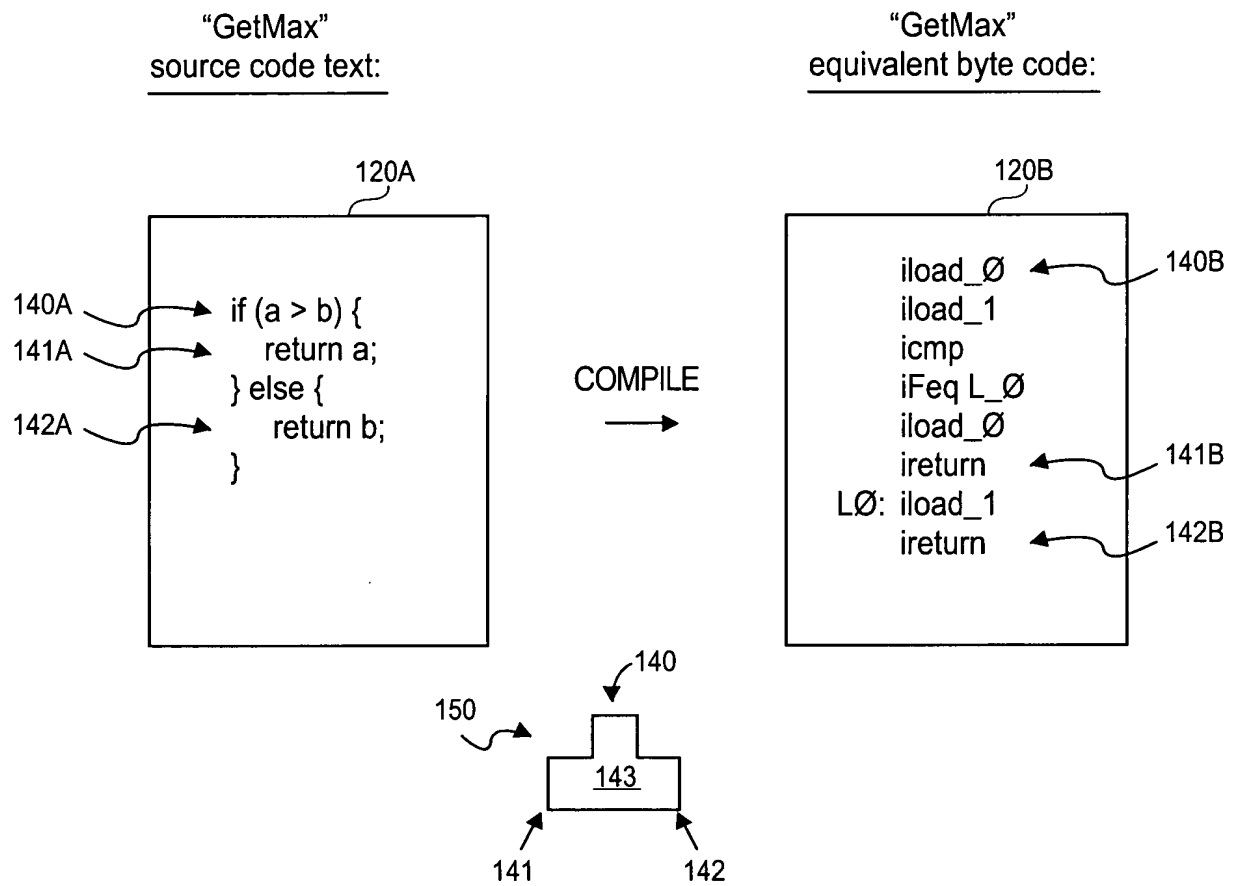 “GetMax”
source code text:
“GetMax”
equivalent byte code:
120A
120B
140A
if (a > b) {
141A
return a;
} else {
142A
return b;
}
COMPILE
iload_Ø
140B
iload_1
icmp
iFeq L_Ø
iload_Ø
ireturn
141B
LØ: iload_1
ireturn
142B
140
150
143
141
142